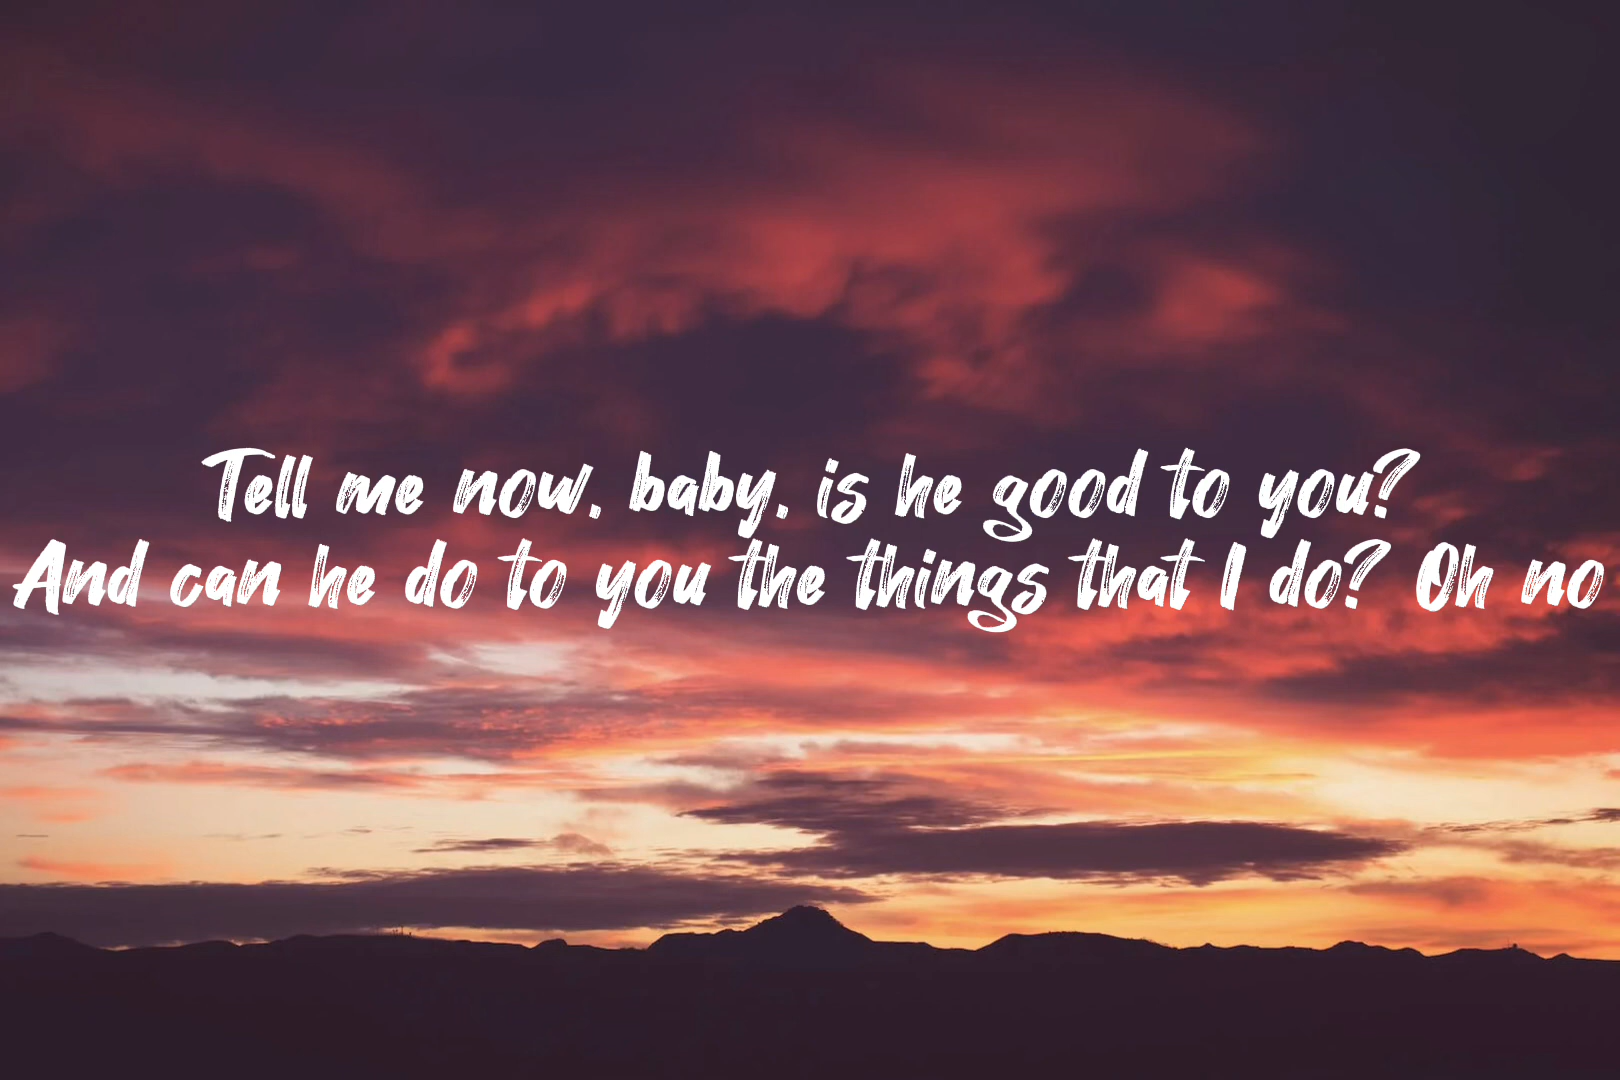 Tell me now, baby, is he good to you?
And can he do to you the things that I do? Oh no